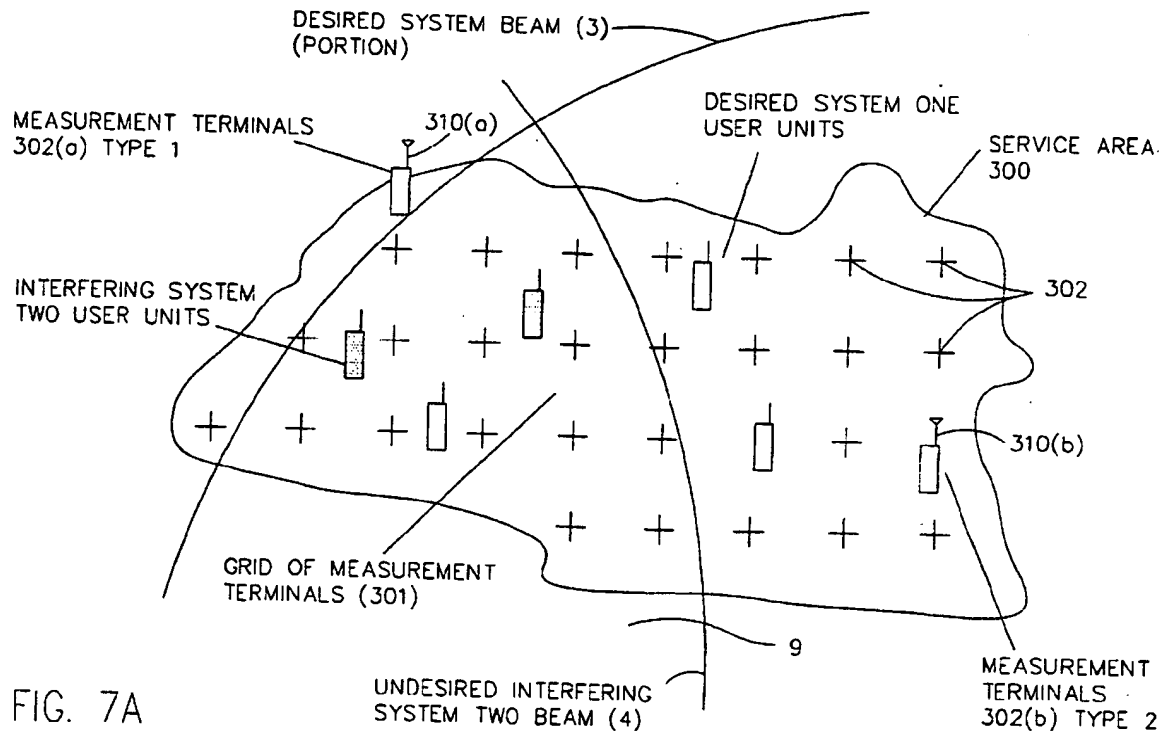 DESIRED SYSTEM BEAM (3)
(PORTION)
MEASUREMENT TERMINALS
302(a) TYPE 1
310(a)
DESIRED SYSTEM ONE
USER UNITS
SERVICE AREA
300
INTERFERING SYSTEM
TWO USER UNITS
302
310(b)
GRID OF MEASUREMENT
TERMINALS (301)
9
UNDESIRED INTERFERING
SYSTEM TWO BEAM (4)
MEASUREMENT
TERMINALS
302(b) TYPE 2
FIG. 7A